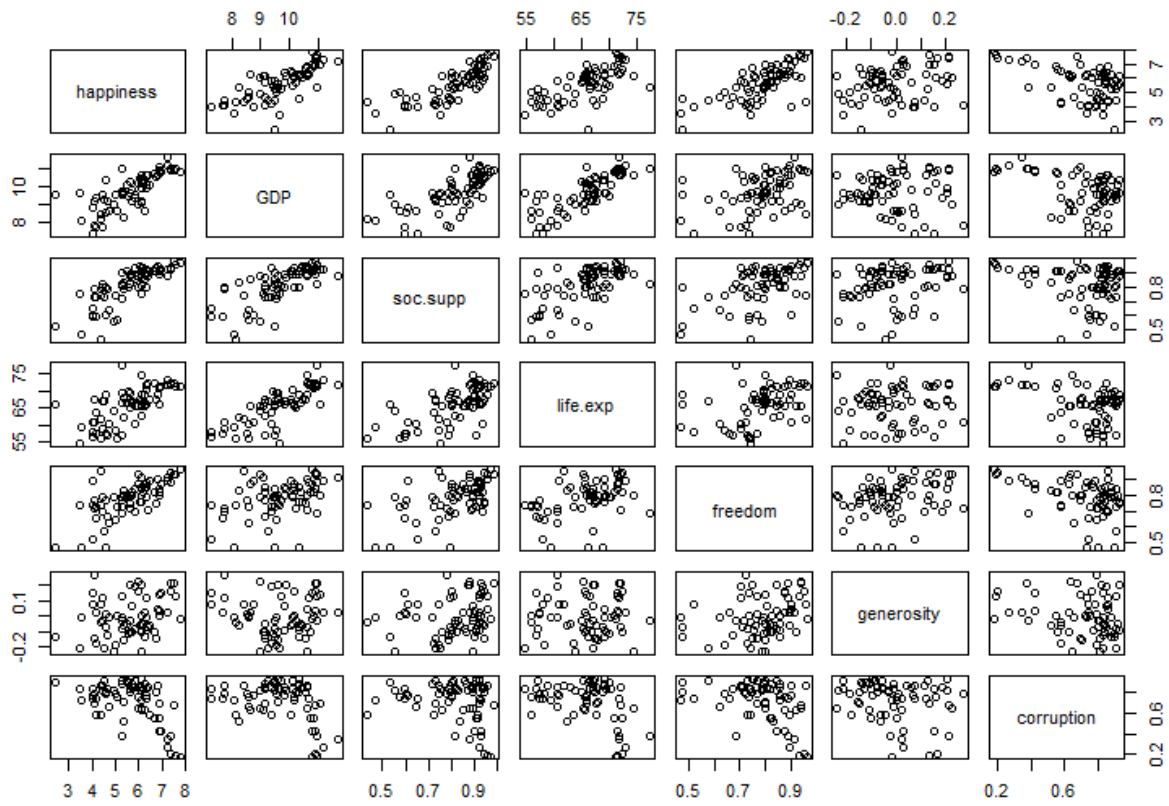 8 9 10
55 65 75
-0.2 0.0 0.2
happiness
3 5 7
8 10
GDP
soc.supp
0.5 0.8
55 65 75
life.exp
freedom
0.5 0.8
-0.2 0.1
generosity
corruption
0.2 0.6
3 4 5 6 7 8
0.5 0.7 0.9
0.5 0.7 0.9
0.2 0.6